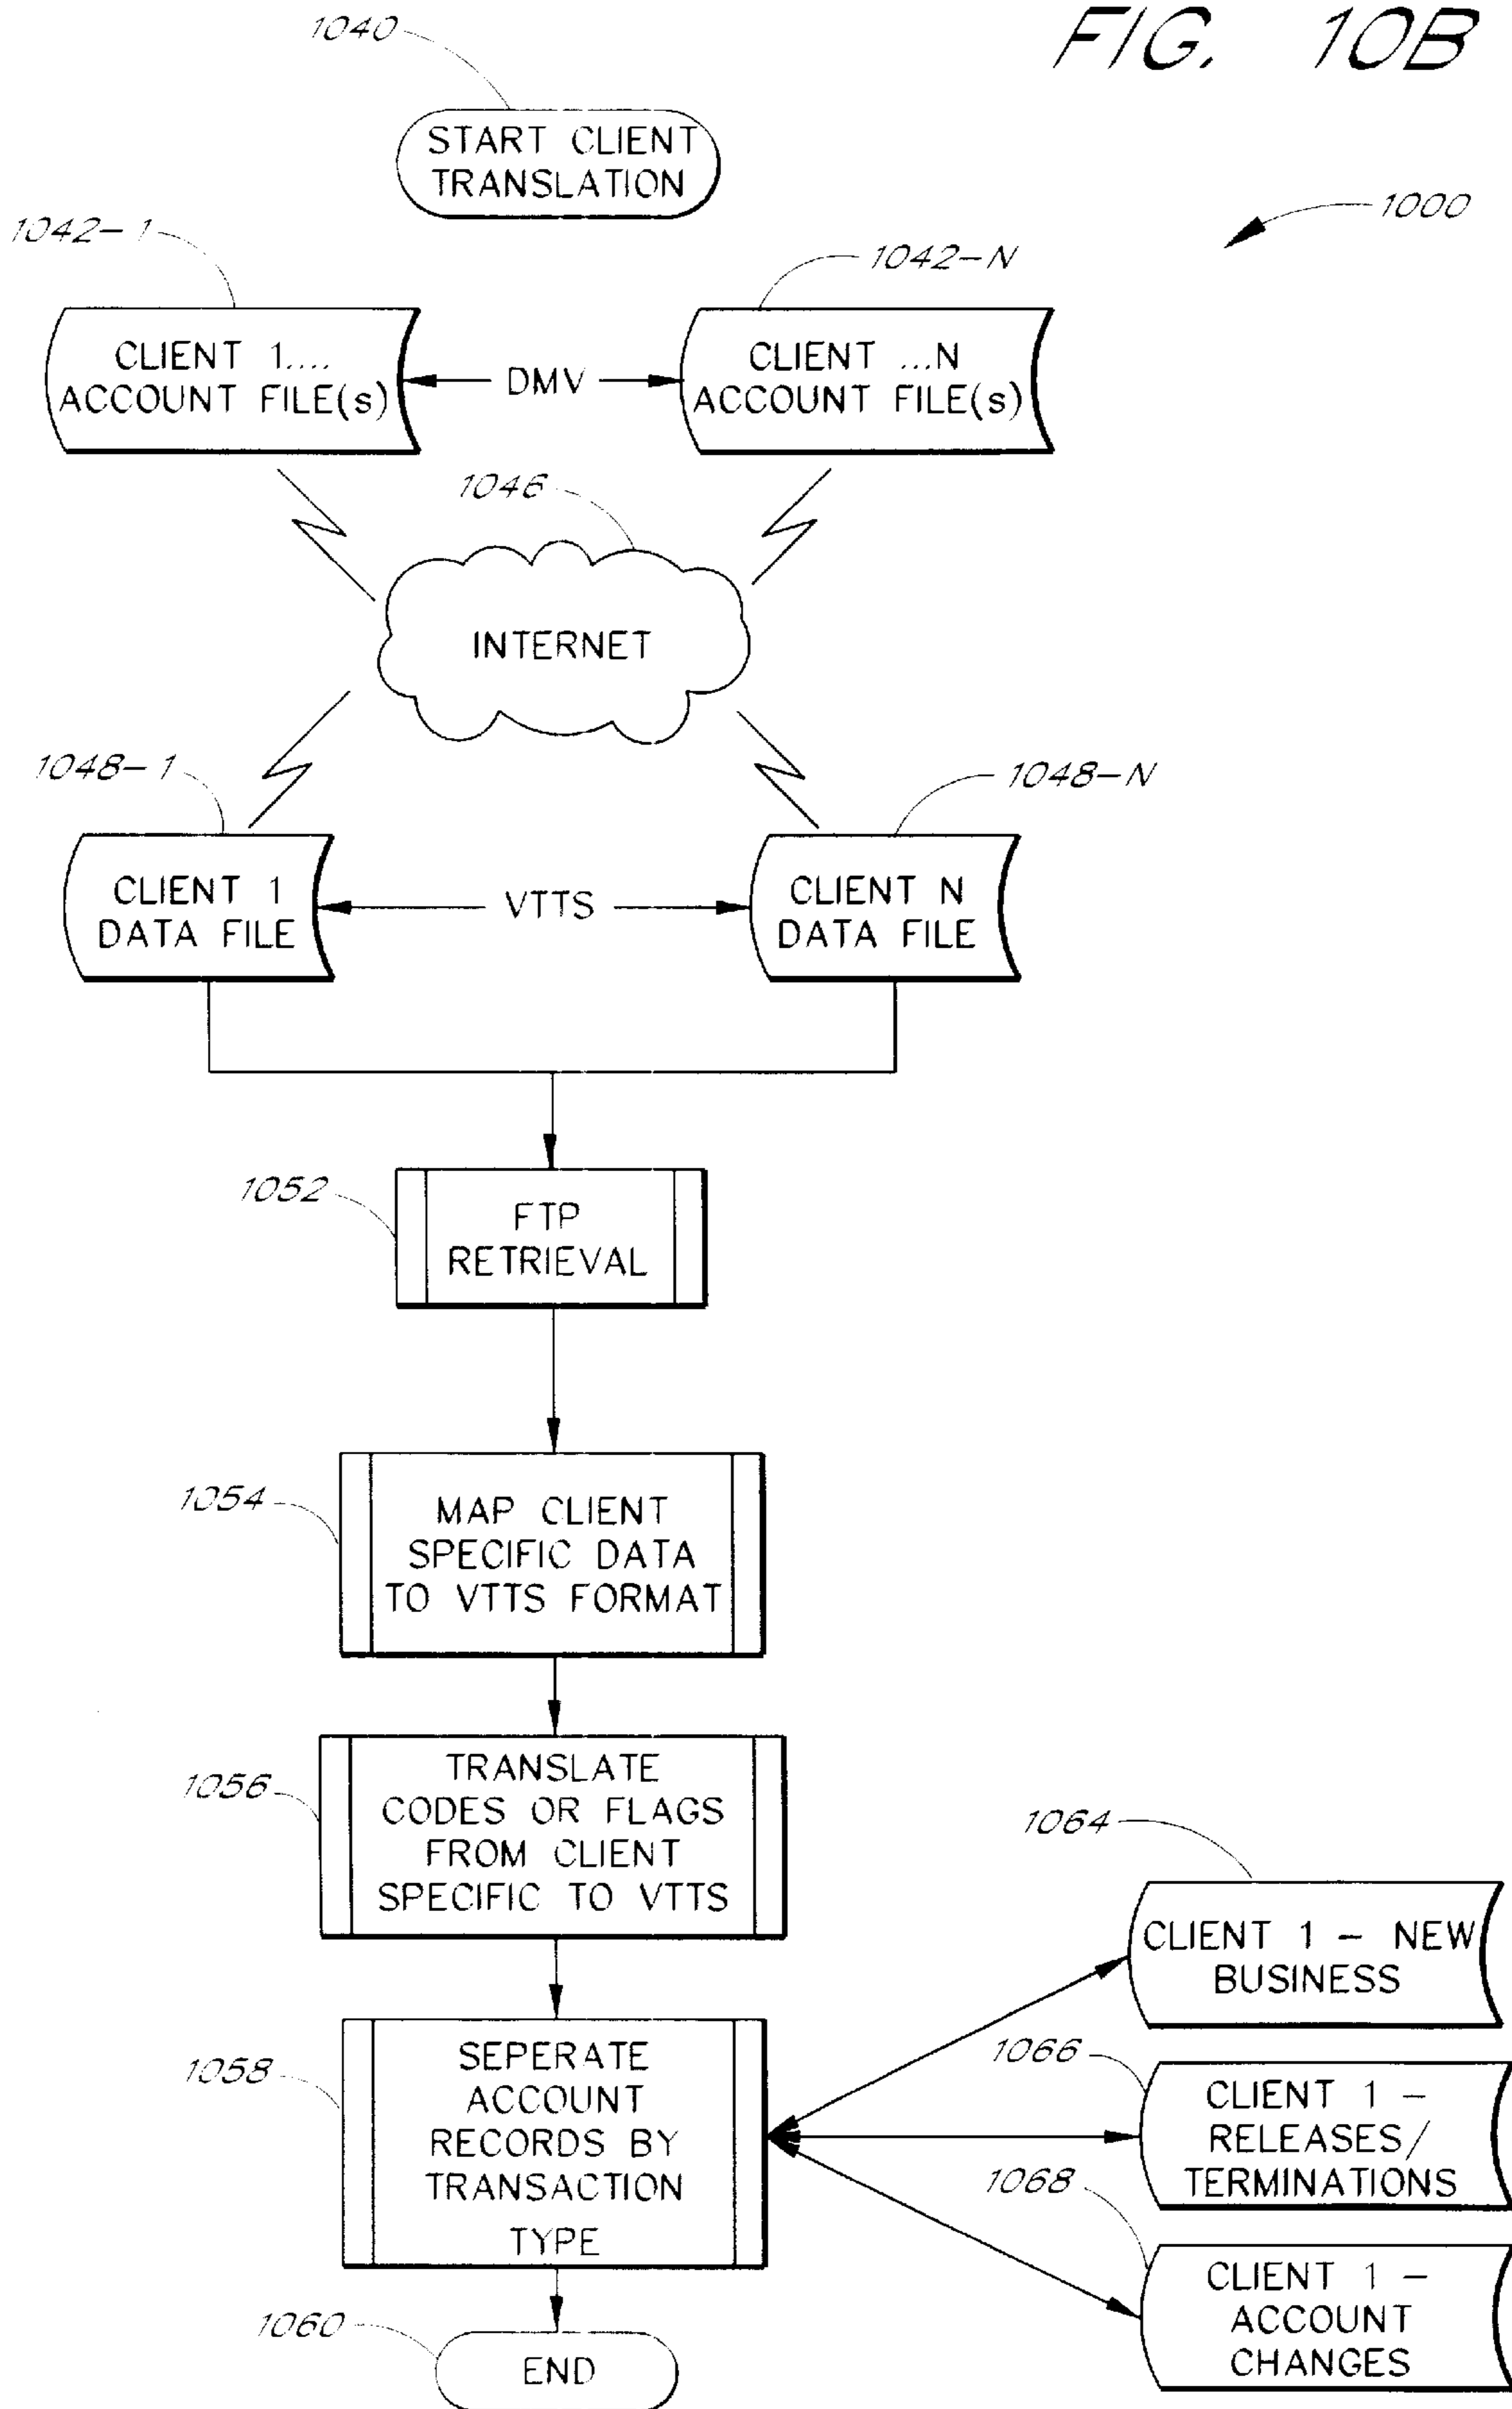 FIG. 10B
1040
START CLIENT
TRANSLATION
1000
1042-1
1042-N
CLIENT 1....
ACCOUNT FILE(s)
DMV
CLIENT ...N
ACCOUNT FILE(s)
1046
INTERNET
1048-1
1048-N
CLIENT 1
DATA FILE
VTTS
CLIENT N
DATA FILE
1052
FTP
RETRIEVAL
1054
MAP CLIENT
SPECIFIC DATA
TO VTTS FORMAT
1056
TRANSLATE
CODES OR FLAGS
FROM CLIENT
SPECIFIC TO VTTS
1064
CLIENT 1 – NEW
BUSINESS
1058
SEPERATE
ACCOUNT
RECORDS BY
TRANSACTION
TYPE
1066
CLIENT 1 –
RELEASES/
TERMINATIONS
1068
CLIENT 1 –
ACCOUNT
CHANGES
1060
END